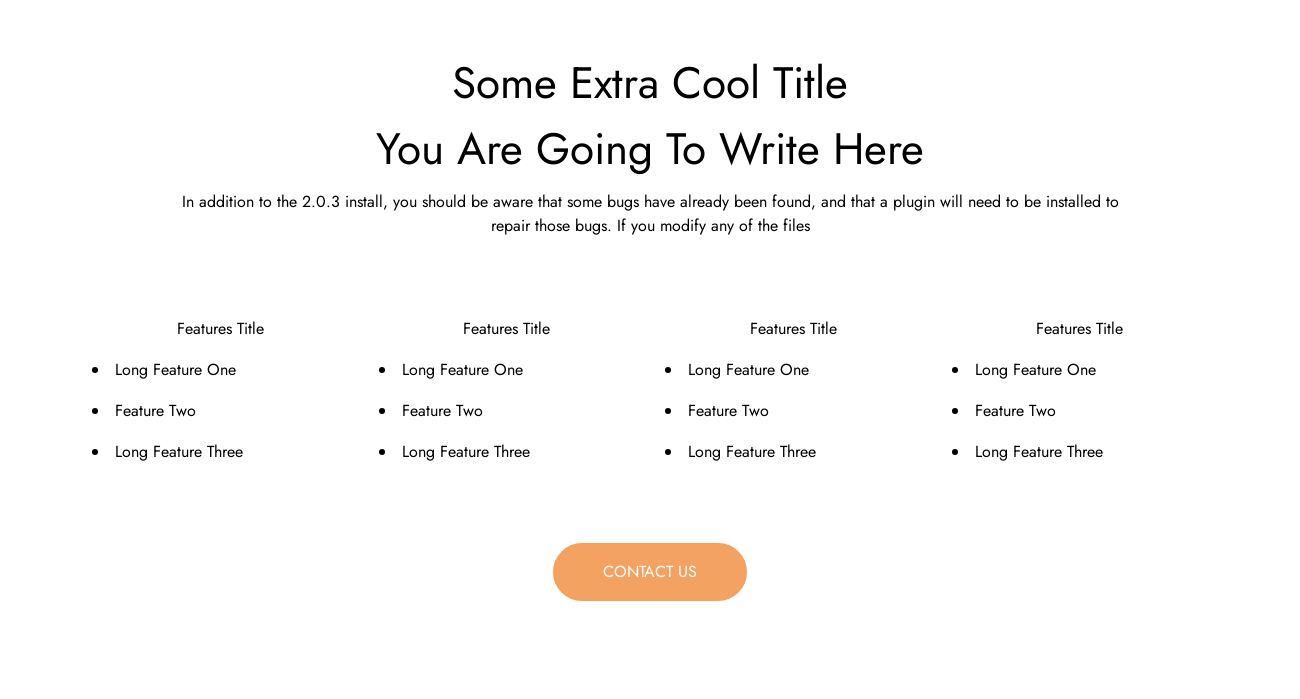 Some Extra Cool Title
You Are Going To Write Here
In addition to the 2.0.3 install, you should be aware that some bugs have already been found, and that a plugin will need to be installed to
repair those bugs. If you modify any of the files
Features Title
Long Feature One
Feature Two
Long Feature Three
Features Title
Long Feature One
Feature Two
Long Feature Three
Features Title
Long Feature One
Feature Two
Long Feature Three
Features Title
Long Feature One
Feature Two
Long Feature Three
CONTACT US